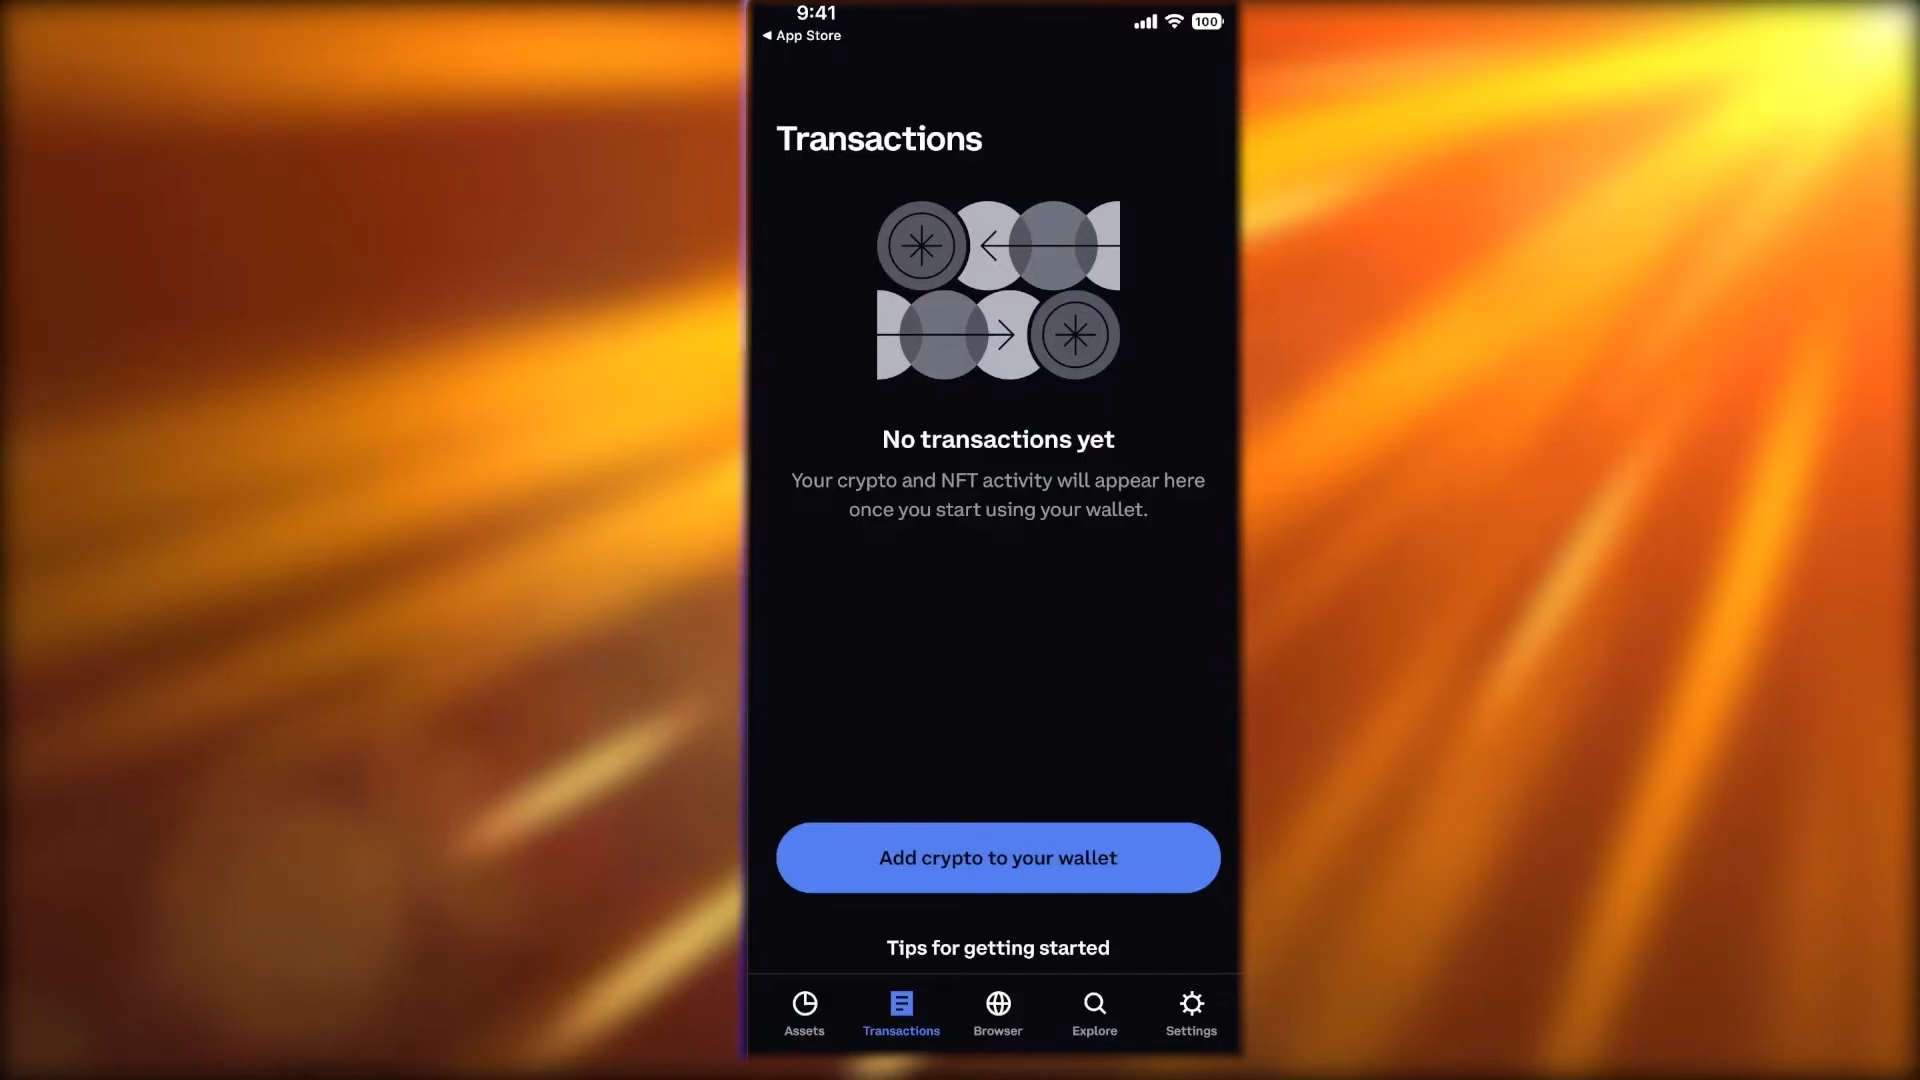 9:41
100
◀ App Store
Transactions
No transactions yet
Your crypto and NFT activity will appear here
once you start using your wallet.
Add crypto to your wallet
Tips for getting started
Assets
Transactions
Browser
Explore
Settings